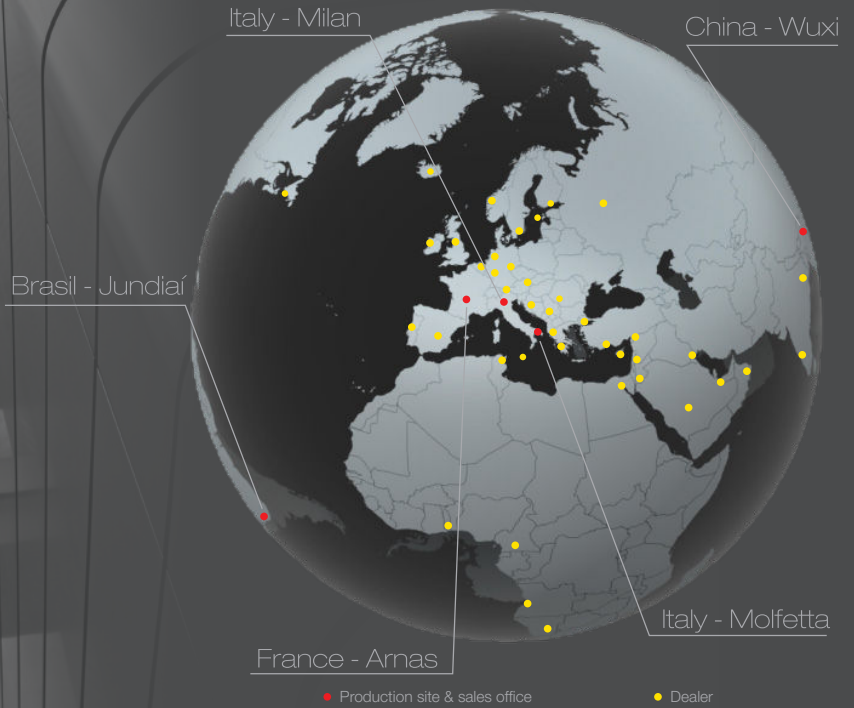 Italy - Milan
China - Wuxi
Brasil - Jundiaí
Italy - Molfetta
France - Arnas
Production site & sales office
Dealer